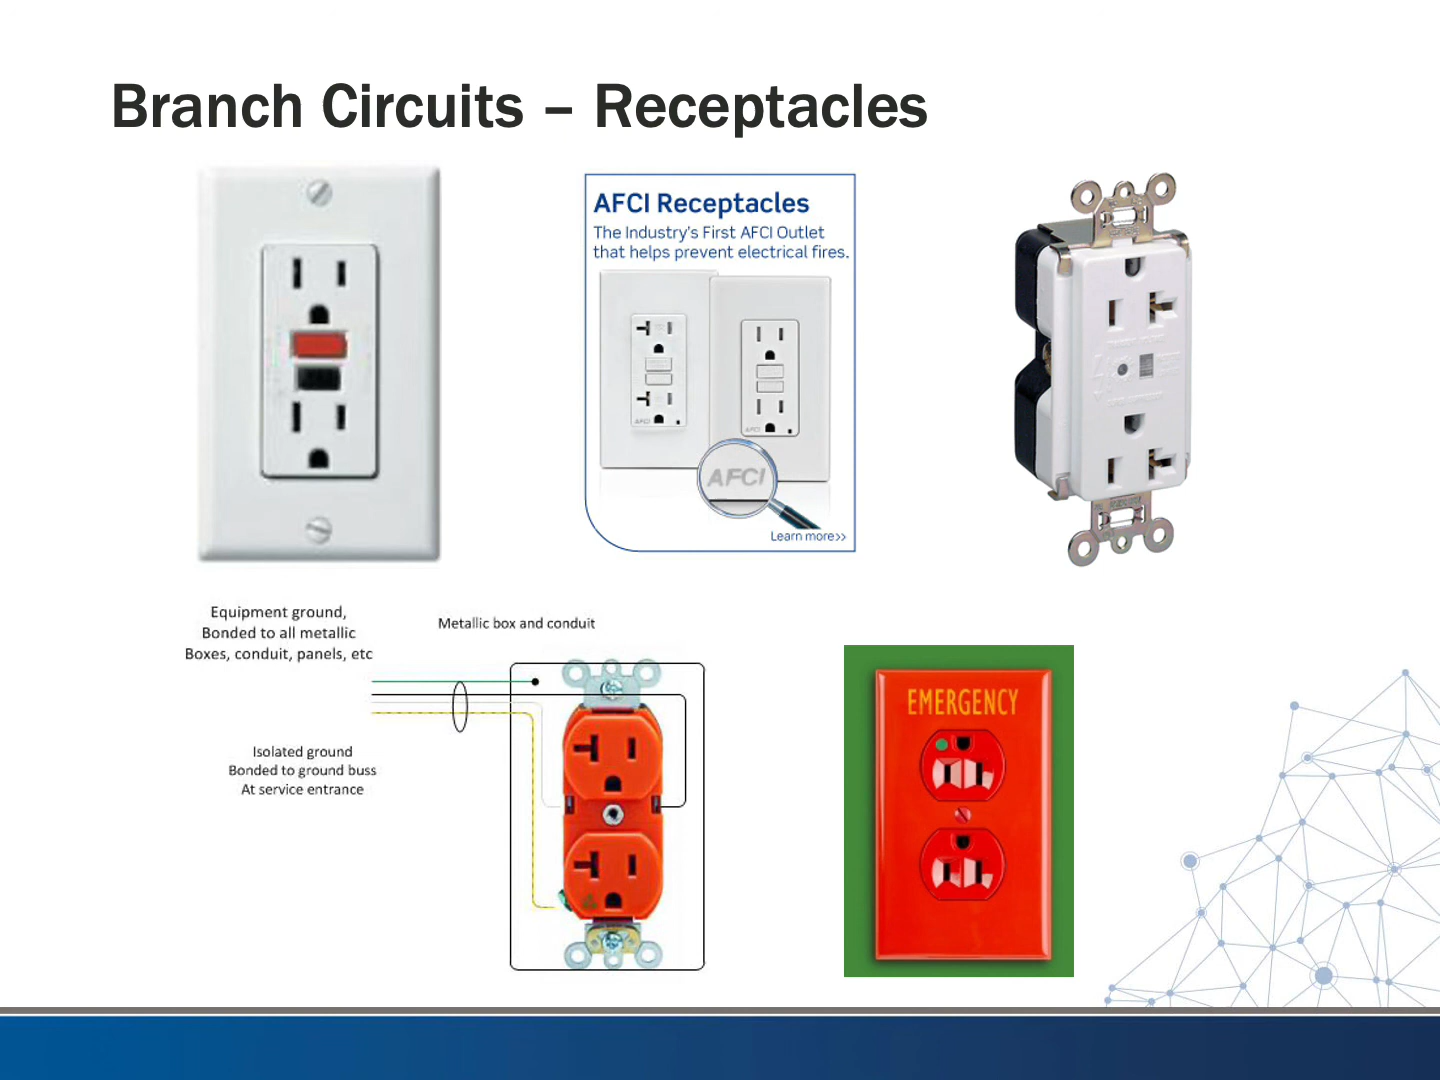 Branch Circuits – Receptacles
AFCI Receptacles
The Industry's First AFCI Outlet
that helps prevent electrical fires.
AFCI
AFCI
AFCI
Learn more>>
Equipment ground,
Bonded to all metallic
Boxes, conduit, panels, etc
Metallic box and conduit
Isolated ground
Bonded to ground buss
At service entrance
EMERGENCY